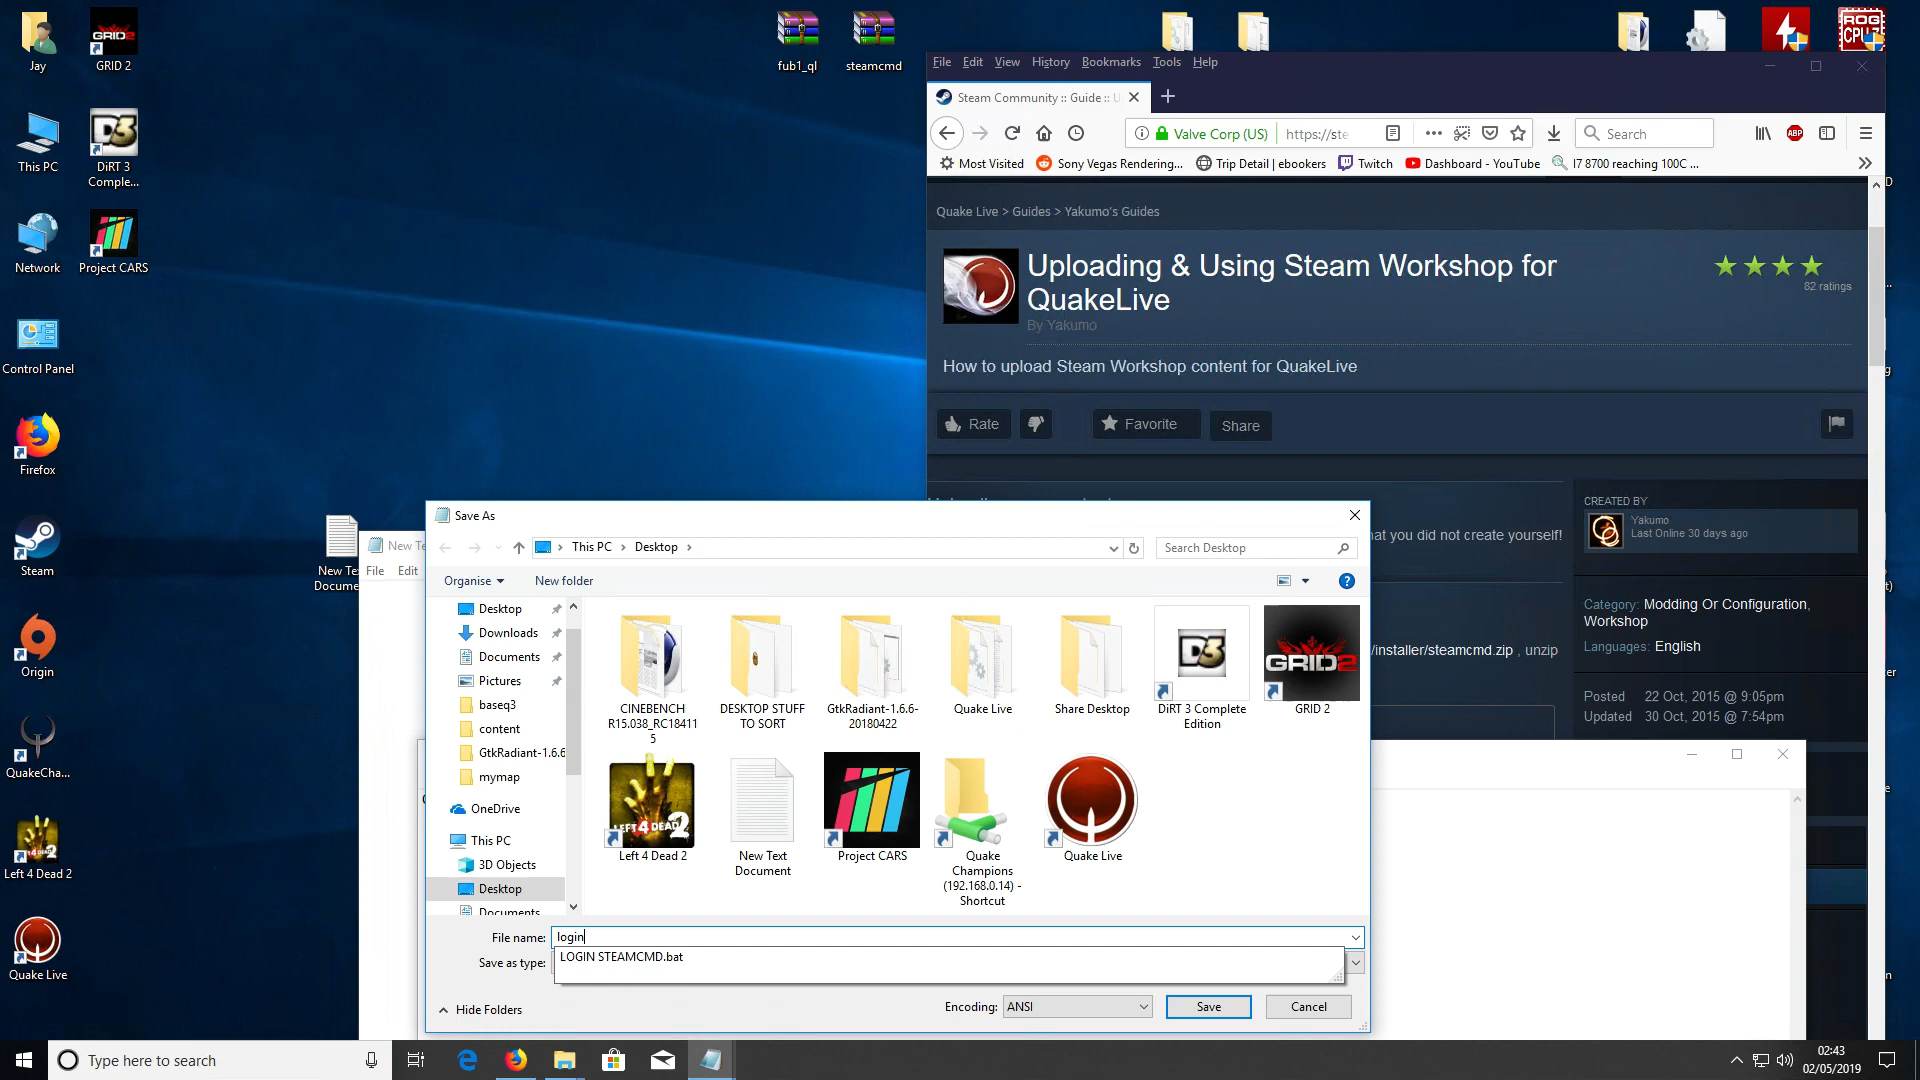 Jay
GRID 2
This PC
DiRT 3
Comple...
Network
Project CARS
Control Panel
Firefox
Steam
Origin
QuakeCha...
Left 4 Dead 2
Quake Live
fub1_ql
steamcmd
ROG
New Te
Docume
File Edit View History Bookmarks Tools Help
Steam Community :: Guide :: U
Valve Corp (US)
https://ste
Search
ABP
Most Visited
Sony Vegas Rendering...
Trip Detail | ebookers
Twitch
Dashboard - YouTube
I7 8700 reaching 100C ...
Quake Live > Guides > Yakumo's Guides
Uploading & Using Steam Workshop for
QuakeLive
By Yakumo
82 ratings
How to upload Steam Workshop content for QuakeLive
Rate
Favorite
Share
at you did not create yourself!
/installer/steamcmd.zip , unzip
CREATED BY
Yakumo
Last Online 30 days ago
Category: Modding Or Configuration,
Workshop
Languages: English
Posted 22 Oct, 2015 @ 9:05pm
Updated 30 Oct, 2015 @ 7:54pm
New Te
File Edit
Save As
This PC > Desktop >
Search Desktop
Organise
New folder
Desktop
Downloads
Documents
Pictures
baseq3
content
GtkRadiant-1.6.6
mymap
OneDrive
This PC
3D Objects
Desktop
Documents
CINEBENCH
R15.038_RC18411
5
DESKTOP STUFF
TO SORT
GtkRadiant-1.6.6-
20180422
Quake Live
Share Desktop
DiRT 3 Complete
Edition
GRID 2
Left 4 Dead 2
New Text
Document
Project CARS
Quake
Champions
(192.168.0.14) -
Shortcut
Quake Live
File name: login
LOGIN STEAMCMD.bat
Save as type:
Hide Folders
Encoding: ANSI
Save
Cancel
Type here to search
02:43
02/05/2019